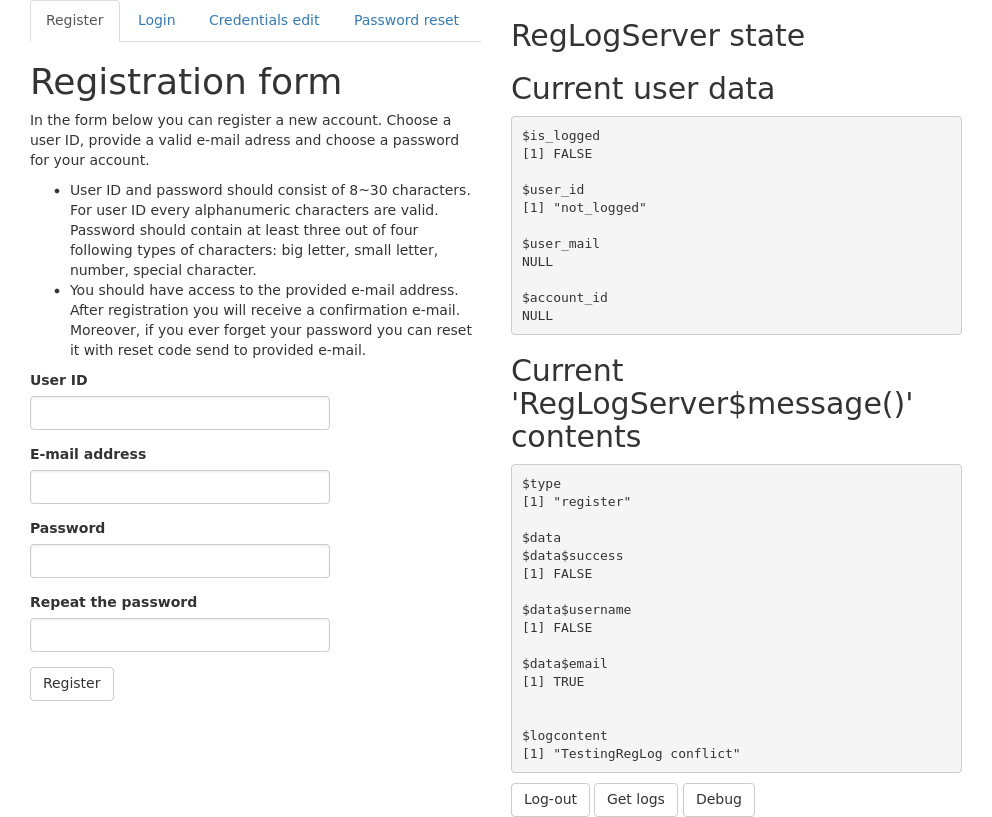 Register Login Credentials edit Password reset
Registration form
In the form below you can register a new account. Choose a
user ID, provide a valid e-mail adress and choose a password
for your account.
User ID and password should consist of 8~30 characters.
For user ID every alphanumeric characters are valid.
Password should contain at least three out of four
following types of characters: big letter, small letter,
number, special character.
You should have access to the provided e-mail address.
After registration you will receive a confirmation e-mail.
Moreover, if you ever forget your password you can reset
it with reset code send to provided e-mail.
User ID
E-mail address
Password
Repeat the password
Register
RegLogServer state
Current user data
$is_logged
[1] FALSE
$user_id
[1] "not_logged"
$user_mail
NULL
$account_id
NULL
Current
'RegLogServer$message()'
contents
$type
[1] "register"
$data
$data$success
[1] FALSE
$data$username
[1] FALSE
$data$email
[1] TRUE
$logcontent
[1] "TestingRegLog conflict"
Log-out Get logs Debug